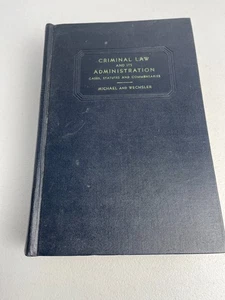 CRIMINAL LAW
AND ITS
ADMINISTRATION
CASES, STATUTES AND COMMENTARIES
MICHAEL AND WECHSLER